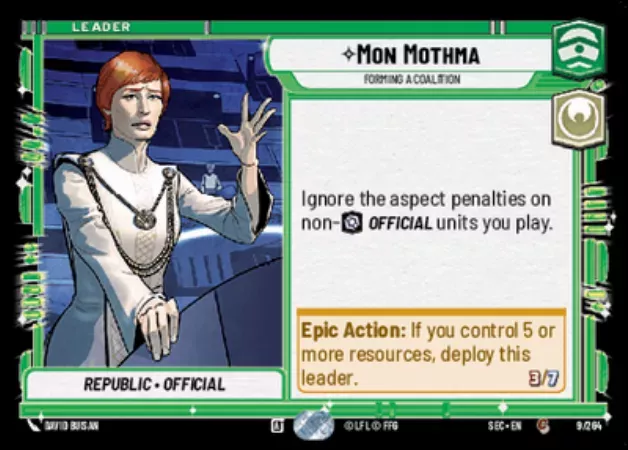 LEADER
MON MOTHMA
FORMING A COALITION
Ignore the aspect penalties on
non- OFFICIAL units you play.
Epic Action: If you control 5 or
more resources, deploy this
leader.
3/7
REPUBLIC • OFFICIAL
DAVID BUISAN
© LFL © FFG
SEC • EN
9/264